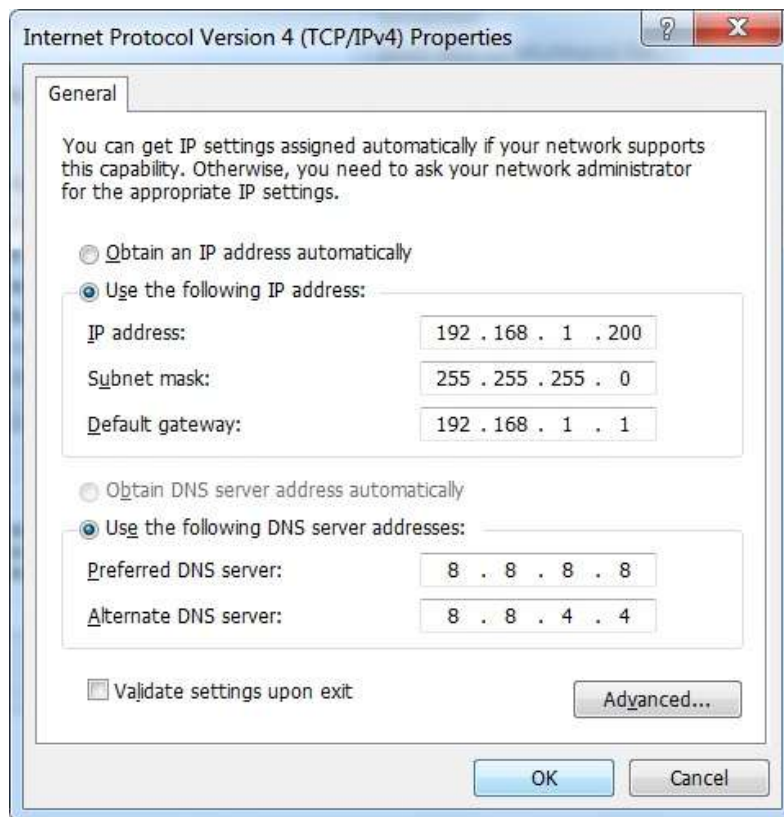 Internet Protocol Version 4 (TCP/IPv4) Properties
?
X
General
You can get IP settings assigned automatically if your network supports
this capability. Otherwise, you need to ask your network administrator
for the appropriate IP settings.
Obtain an IP address automatically
Use the following IP address:
IP address: 192 . 168 . 1 . 200
Subnet mask: 255 . 255 . 255 . 0
Default gateway: 192 . 168 . 1 . 1
Obtain DNS server address automatically
Use the following DNS server addresses:
Preferred DNS server: 8 . 8 . 8 . 8
Alternate DNS server: 8 . 8 . 4 . 4
Validate settings upon exit
Advanced...
OK Cancel